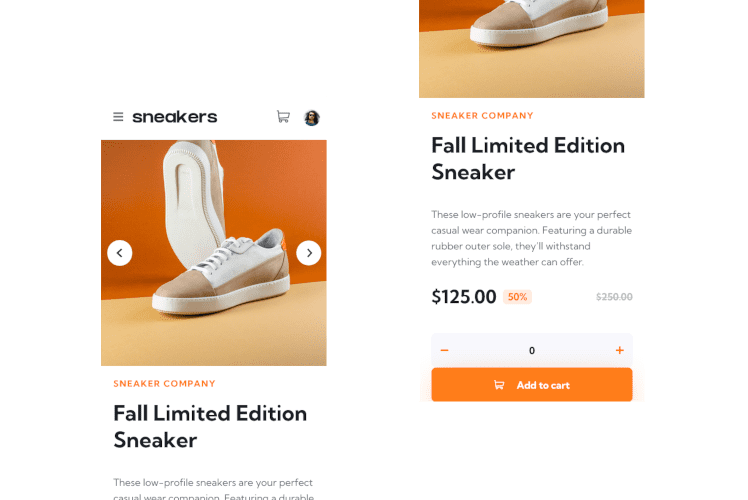 sneakers
SNEAKER COMPANY
Fall Limited Edition
Sneaker
These low-profile sneakers are your perfect
casual wear companion. Featuring a durable
SNEAKER COMPANY
Fall Limited Edition
Sneaker
These low-profile sneakers are your perfect
casual wear companion. Featuring a durable
rubber outer sole, they'll withstand
everything the weather can offer.
$125.00 50% $250.00
− 0 +
Add to cart